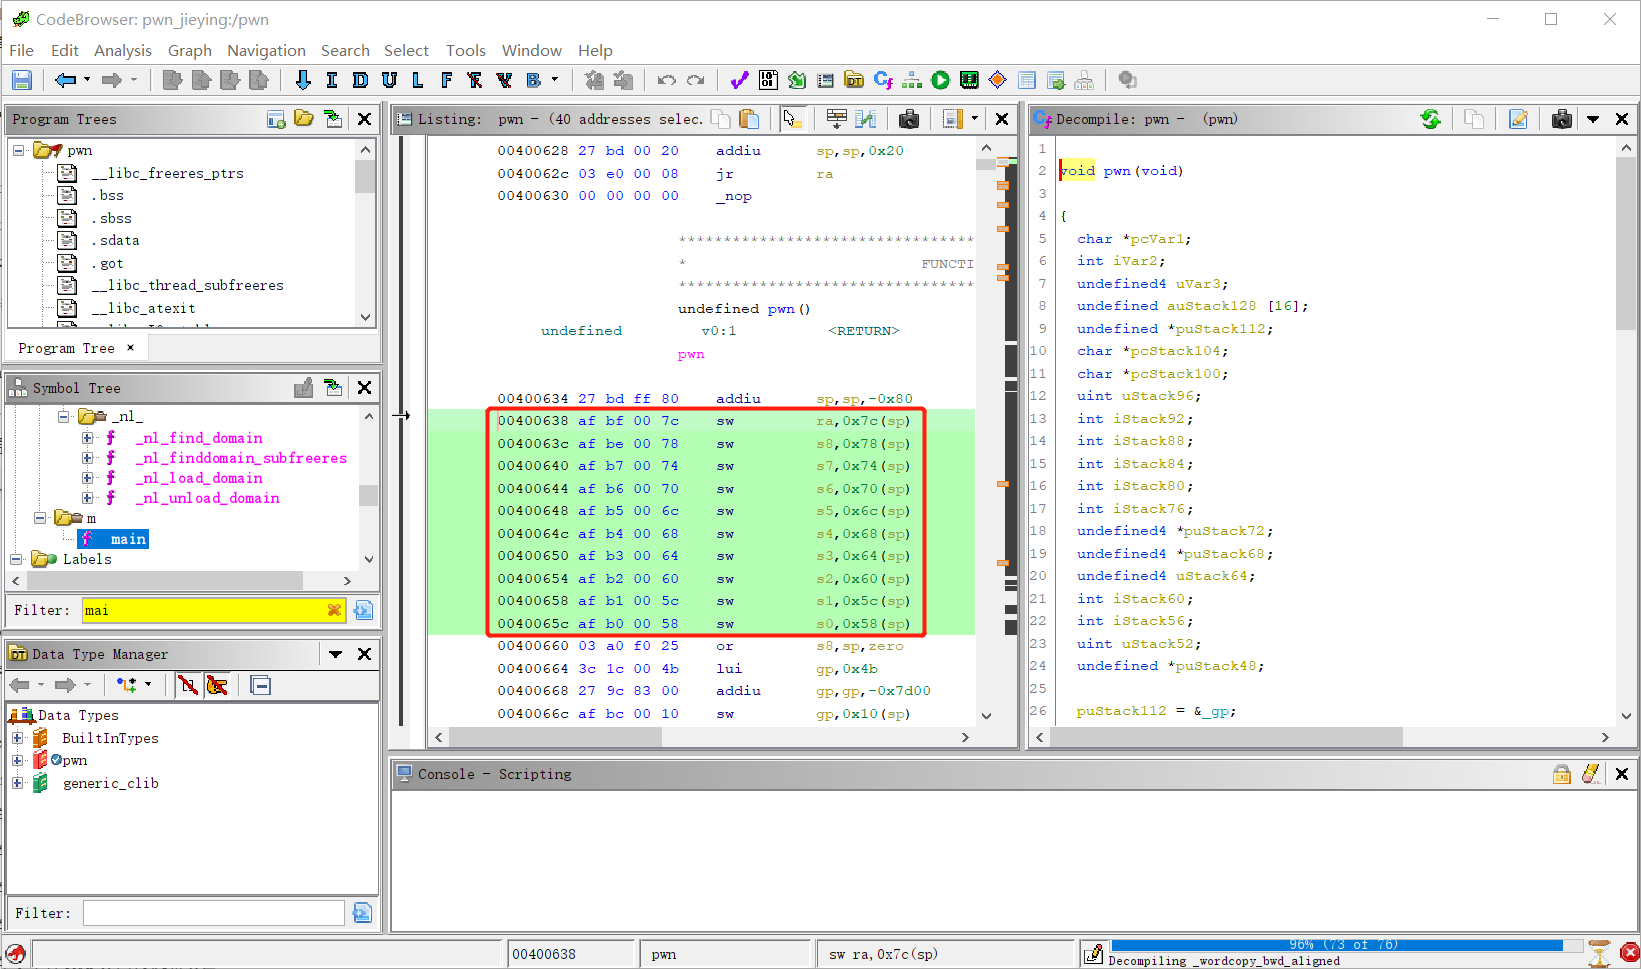 CodeBrowser: pwn_jieying:/pwn
File Edit Analysis Graph Navigation Search Select Tools Window Help
I D U L F B
Program Trees
pwn
__libc_freeres_ptrs
.bss
.sbss
.sdata
.got
__libc_thread_subfreeres
__libc_atexit
Program Tree ×
Symbol Tree
_nl_
f _nl_find_domain
f _nl_finddomain_subfreeres
f _nl_load_domain
f _nl_unload_domain
m
f main
Labels
Filter: mai
Data Type Manager
Data Types
BuiltInTypes
pwn
generic_clib
Filter:
Listing: pwn - (40 addresses selec.
00400628 27 bd 00 20 addiu sp,sp,0x20
0040062c 03 e0 00 08 jr ra
00400630 00 00 00 00 _nop
*********************************
* FUNCTI
*********************************
undefined pwn()
undefined v0:1 <RETURN>
pwn
00400634 27 bd ff 80 addiu sp,sp,-0x80
00400638 af bf 00 7c sw ra,0x7c(sp)
0040063c af be 00 78 sw s8,0x78(sp)
00400640 af b7 00 74 sw s7,0x74(sp)
00400644 af b6 00 70 sw s6,0x70(sp)
00400648 af b5 00 6c sw s5,0x6c(sp)
0040064c af b4 00 68 sw s4,0x68(sp)
00400650 af b3 00 64 sw s3,0x64(sp)
00400654 af b2 00 60 sw s2,0x60(sp)
00400658 af b1 00 5c sw s1,0x5c(sp)
0040065c af b0 00 58 sw s0,0x58(sp)
00400660 03 a0 f0 25 or s8,sp,zero
00400664 3c 1c 00 4b lui gp,0x4b
00400668 27 9c 83 00 addiu gp,gp,-0x7d00
0040066c af bc 00 10 sw gp,0x10(sp)
Decompile: pwn - (pwn)
1
2 void pwn(void)
3
4 {
5 char *pcVar1;
6 int iVar2;
7 undefined4 uVar3;
8 undefined auStack128 [16];
9 undefined *puStack112;
10 char *pcStack104;
11 char *pcStack100;
12 uint uStack96;
13 int iStack92;
14 int iStack88;
15 int iStack84;
16 int iStack80;
17 int iStack76;
18 undefined4 *puStack72;
19 undefined4 *puStack68;
20 undefined4 uStack64;
21 int iStack60;
22 int iStack56;
23 uint uStack52;
24 undefined *puStack48;
25
26 puStack112 = &_gp;
Console - Scripting
00400638 pwn sw ra,0x7c(sp)
96% (73 of 76)
Decompiling _wordcopy_bwd_aligned